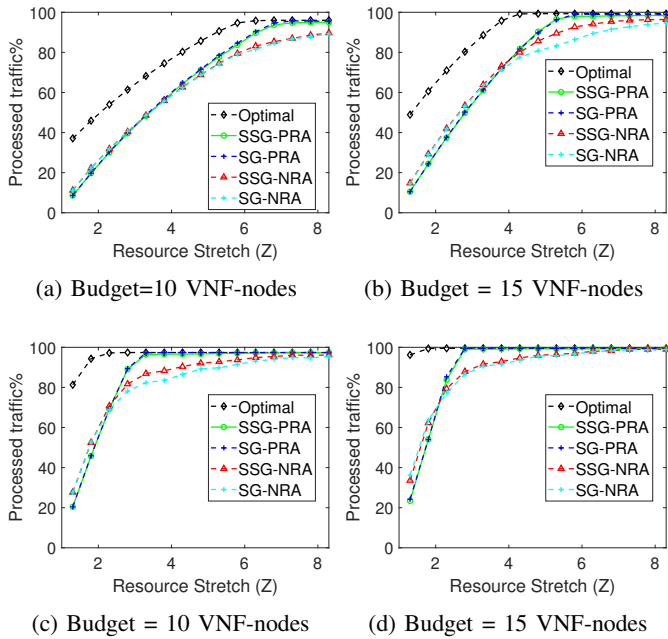 Processed traffic%
100
80
60
40
20
0
2 4 6 8
Resource Stretch (Z)
Optimal
SSG-PRA
SG-PRA
SSG-NRA
SG-NRA
(a) Budget=10 VNF-nodes
Processed traffic%
100
80
60
40
20
0
2 4 6 8
Resource Stretch (Z)
Optimal
SSG-PRA
SG-PRA
SSG-NRA
SG-NRA
(b) Budget = 15 VNF-nodes
Processed traffic%
100
80
60
40
20
0
2 4 6 8
Resource Stretch (Z)
Optimal
SSG-PRA
SG-PRA
SSG-NRA
SG-NRA
(c) Budget = 10 VNF-nodes
Processed traffic%
100
80
60
40
20
0
2 4 6 8
Resource Stretch (Z)
Optimal
SSG-PRA
SG-PRA
SSG-NRA
SG-NRA
(d) Budget = 15 VNF-nodes